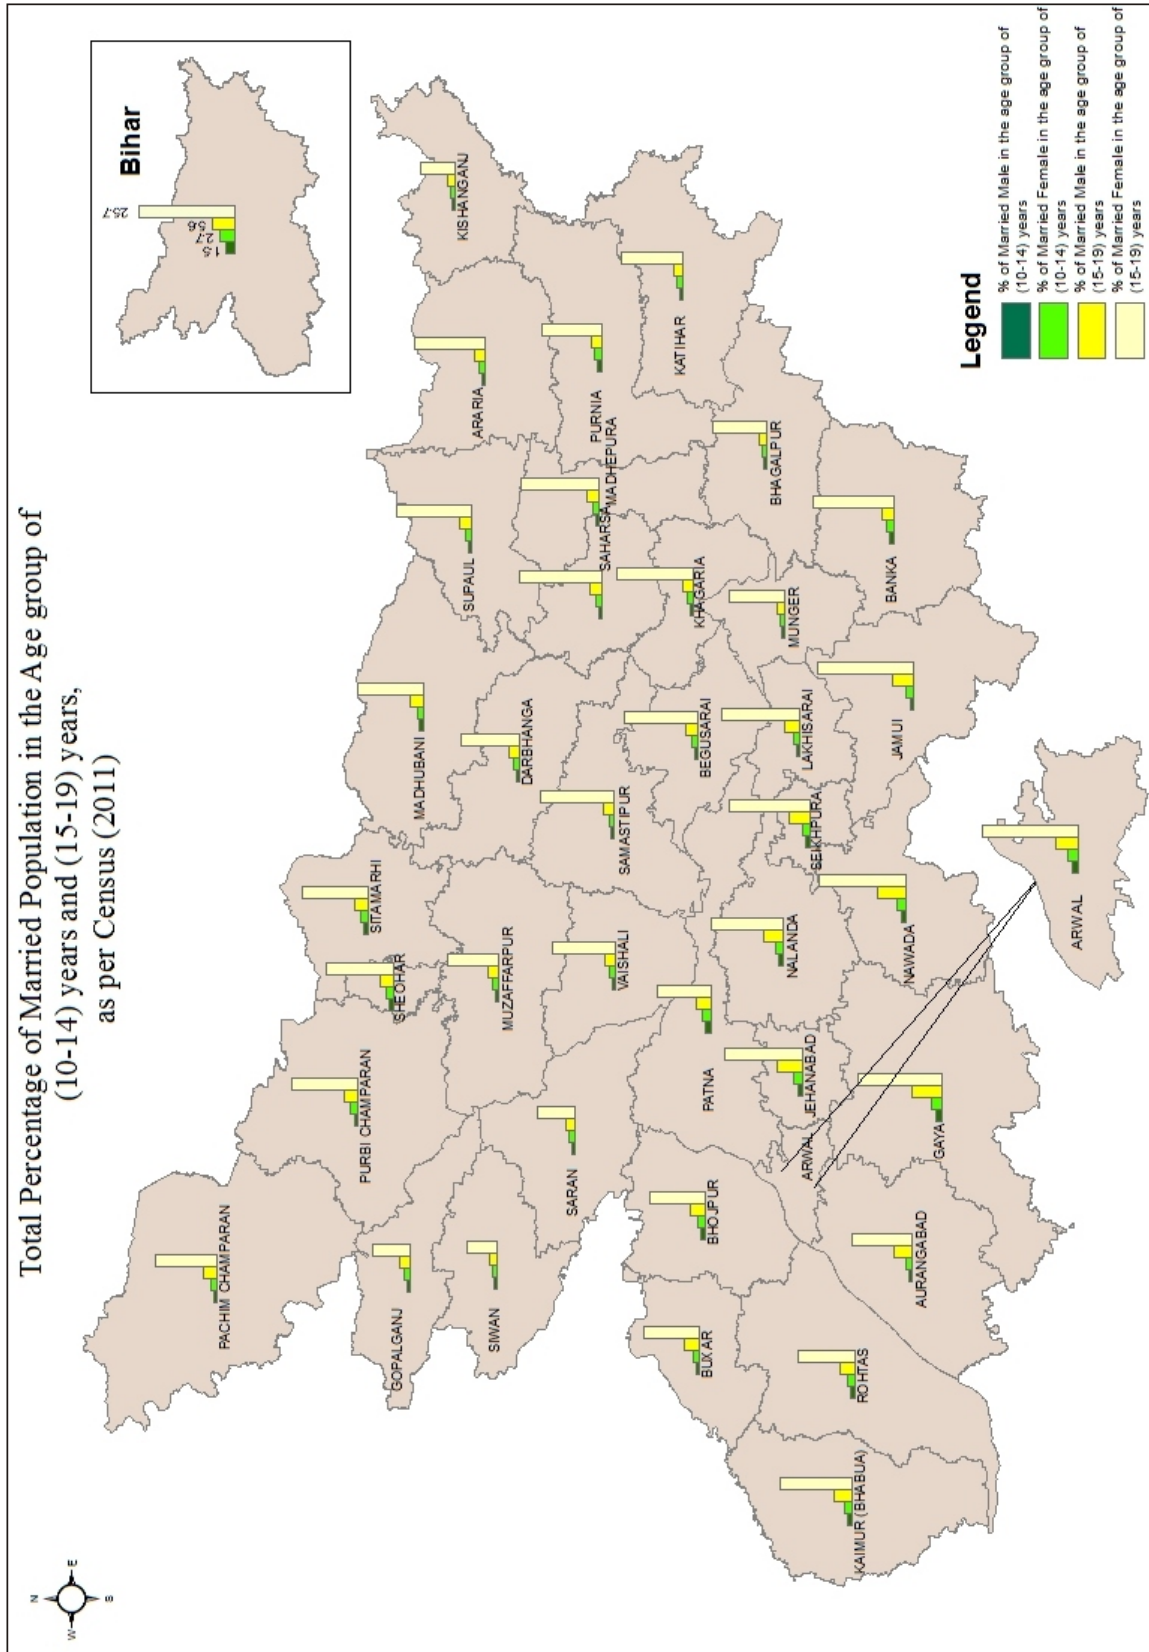 Total Percentage of Married Population in the Age group of
(10-14) years and (15-19) years,
as per Census (2011)
N
W
E
S
Bihar
25.7
2.7
PACHIM CHAMPARAN
PURBI CHAMPARAN
SHEOHAR
SITAMARHI
MADHUBANI
SUPAUL
ARARIA
KISHANGANJ
GOPALGANJ
SIWAN
SARAN
MUZAFFARPUR
VAISHALI
DARBHANGA
SAMASTIPUR
SAHARSA
MADHEPURA
PURNIA
KATIHAR
BEGUSARAI
KHAGARIA
BHAGALPUR
MUNGER
BANKA
BUXAR
BHOJPUR
PATNA
NALANDA
SEIKHPURA
LAKHISARAI
JAMUI
KAIMUR (BHABUA)
ROHTAS
AURANGABAD
ARWAL
JEHANABAD
GAYA
NAWADA
ARWAL
Legend
% of Married Male in the age group of
(10-14) years
% of Married Female in the age group of
(10-14) years
% of Married Male in the age group of
(15-19) years
% of Married Female in the age group of
(15-19) years